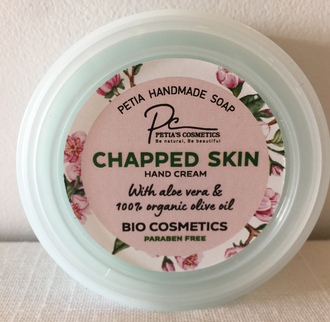 PETIA HANDMADE SOAP
Pc
PETIA'S COSMETICS
Be natural, Be beautiful
CHAPPED SKIN
HAND CREAM
With aloe vera &
100% organic olive oil
BIO COSMETICS
PARABEN FREE